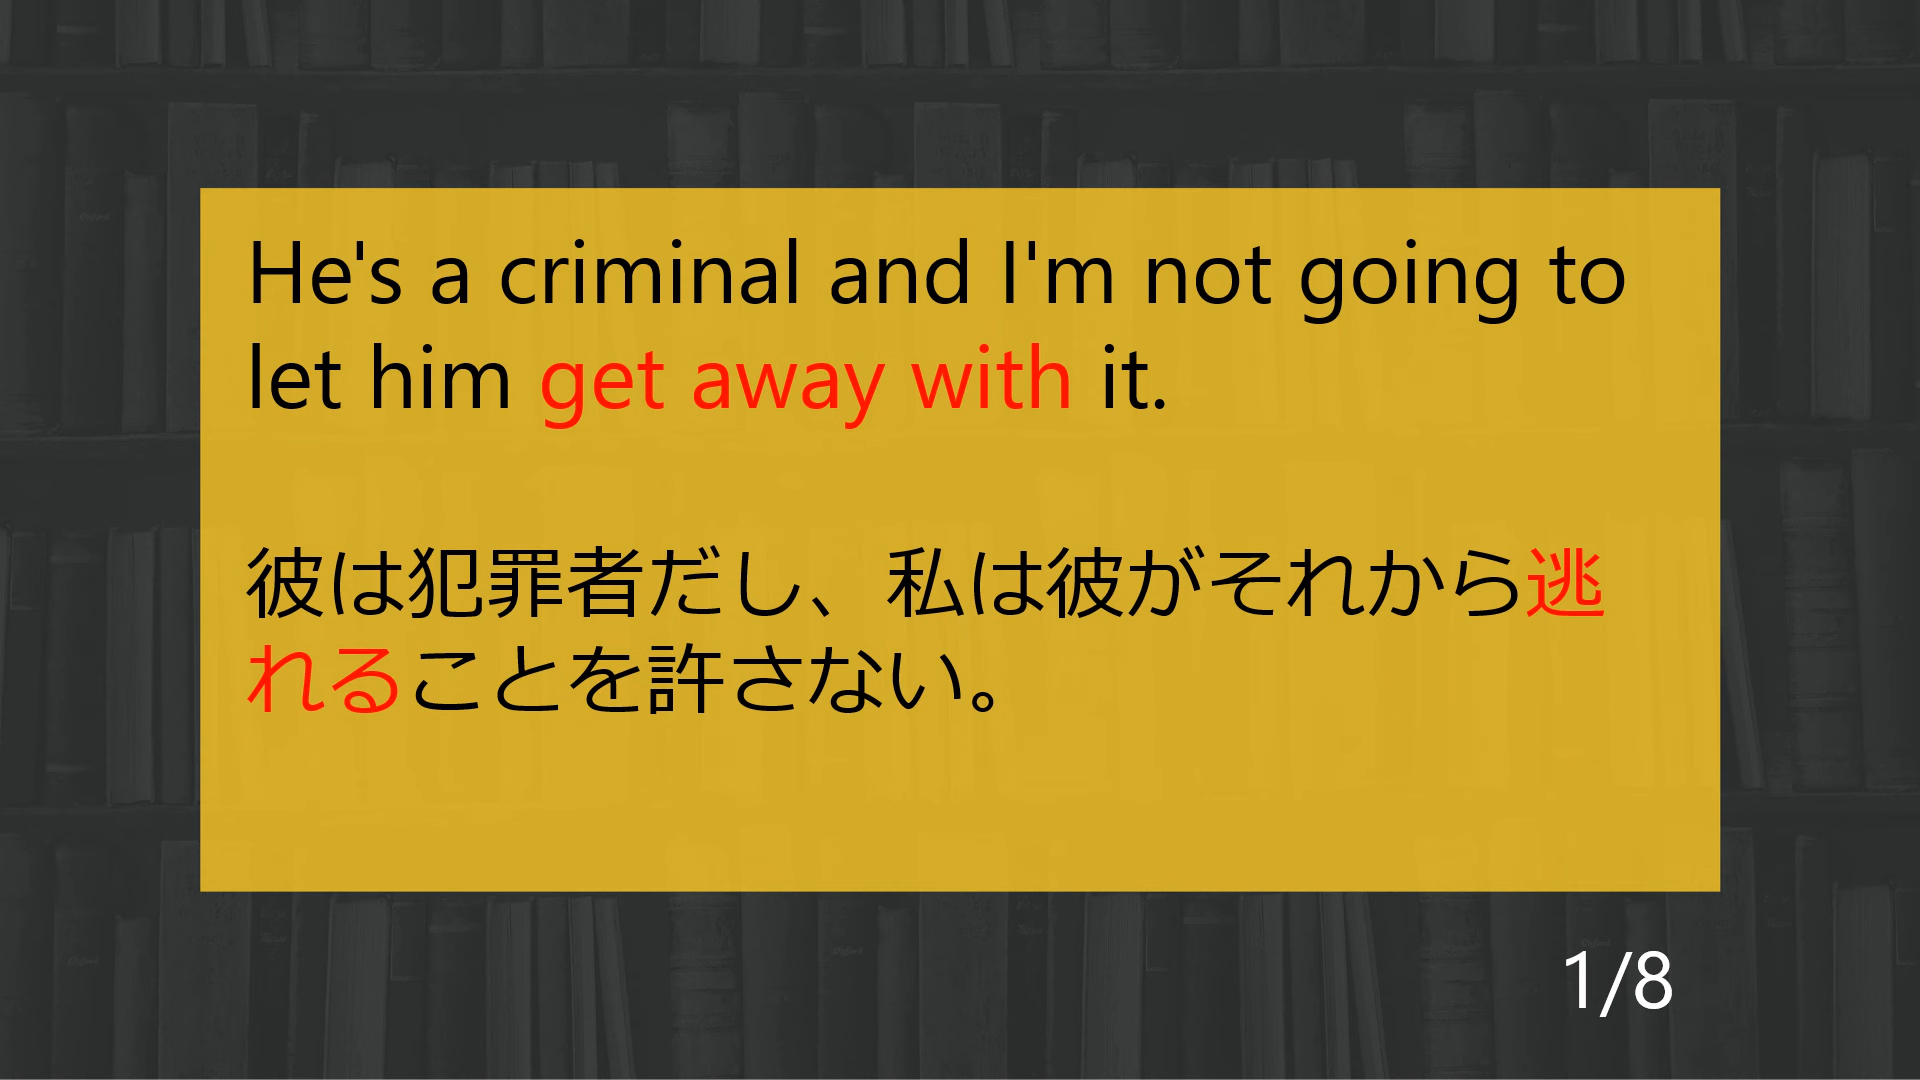 He's a criminal and I'm not going to
let him get away with it.
彼は犯罪者だし、私は彼がそれから逃
れることを許さない。
1/8